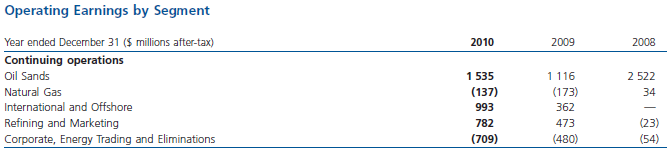 Operating Earnings by Segment
Year ended December 31 ($ millions after-tax) 2010 2009 2008
Continuing operations
Oil Sands 1 535 1 116 2 522
Natural Gas (137) (173) 34
International and Offshore 993 362 —
Refining and Marketing 782 473 (23)
Corporate, Energy Trading and Eliminations (709) (480) (54)